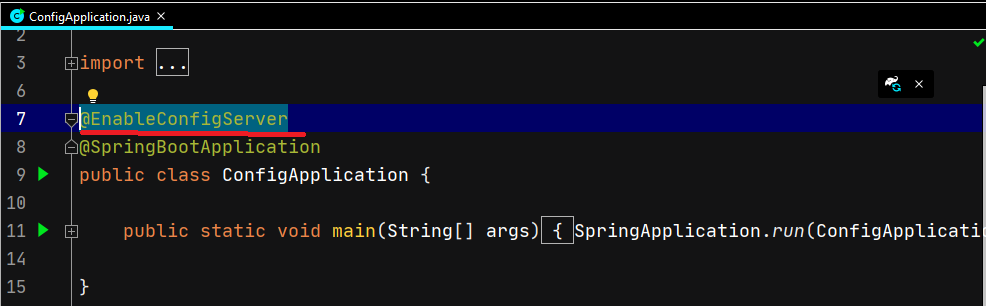 ConfigApplication.java
2
3 import ...
6
7 @EnableConfigServer
8 @SpringBootApplication
9 public class ConfigApplication {
10
11 public static void main(String[] args) { SpringApplication.run(ConfigApplicati
14
15 }